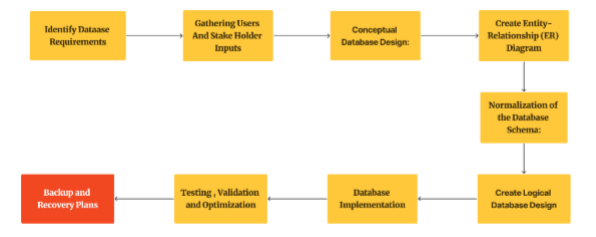 Identify Dataase
Requirements
Gathering Users
And Stake Holder
Inputs
Conceptual
Database Design:
Create Entity-
Relationship (ER)
Diagram
Normalization of
the Database
Schema:
Create Logical
Database Design
Database
Implementation
Testing , Validation
and Optimization
Backup and
Recovery Plans